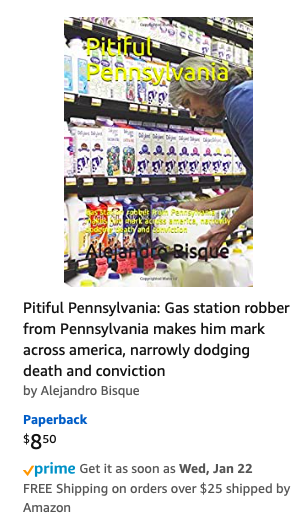 Pitiful
Pennsylvania
Gas station robber from Pennsylvania
makes him mark across america, narrowly
dodging death and conviction
Alejandro Bisque
Pitiful Pennsylvania: Gas station robber
from Pennsylvania makes him mark
across america, narrowly dodging
death and conviction
by Alejandro Bisque
Paperback
$850
prime Get it as soon as Wed, Jan 22
FREE Shipping on orders over $25 shipped by
Amazon